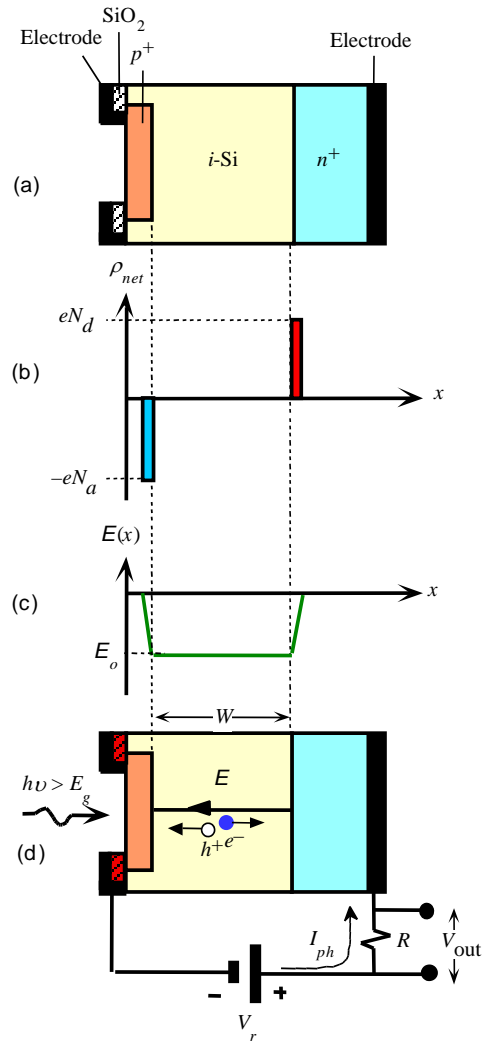 SiO₂
Electrode
p⁺
Electrode
i-Si
n⁺
(a)
ρnet
eNd
(b)
x
−eNa
E(x)
x
(c)
Eo
W
E
hυ > Eg
h⁺
e⁻
(d)
Iph
R
Vout
−
+
Vr